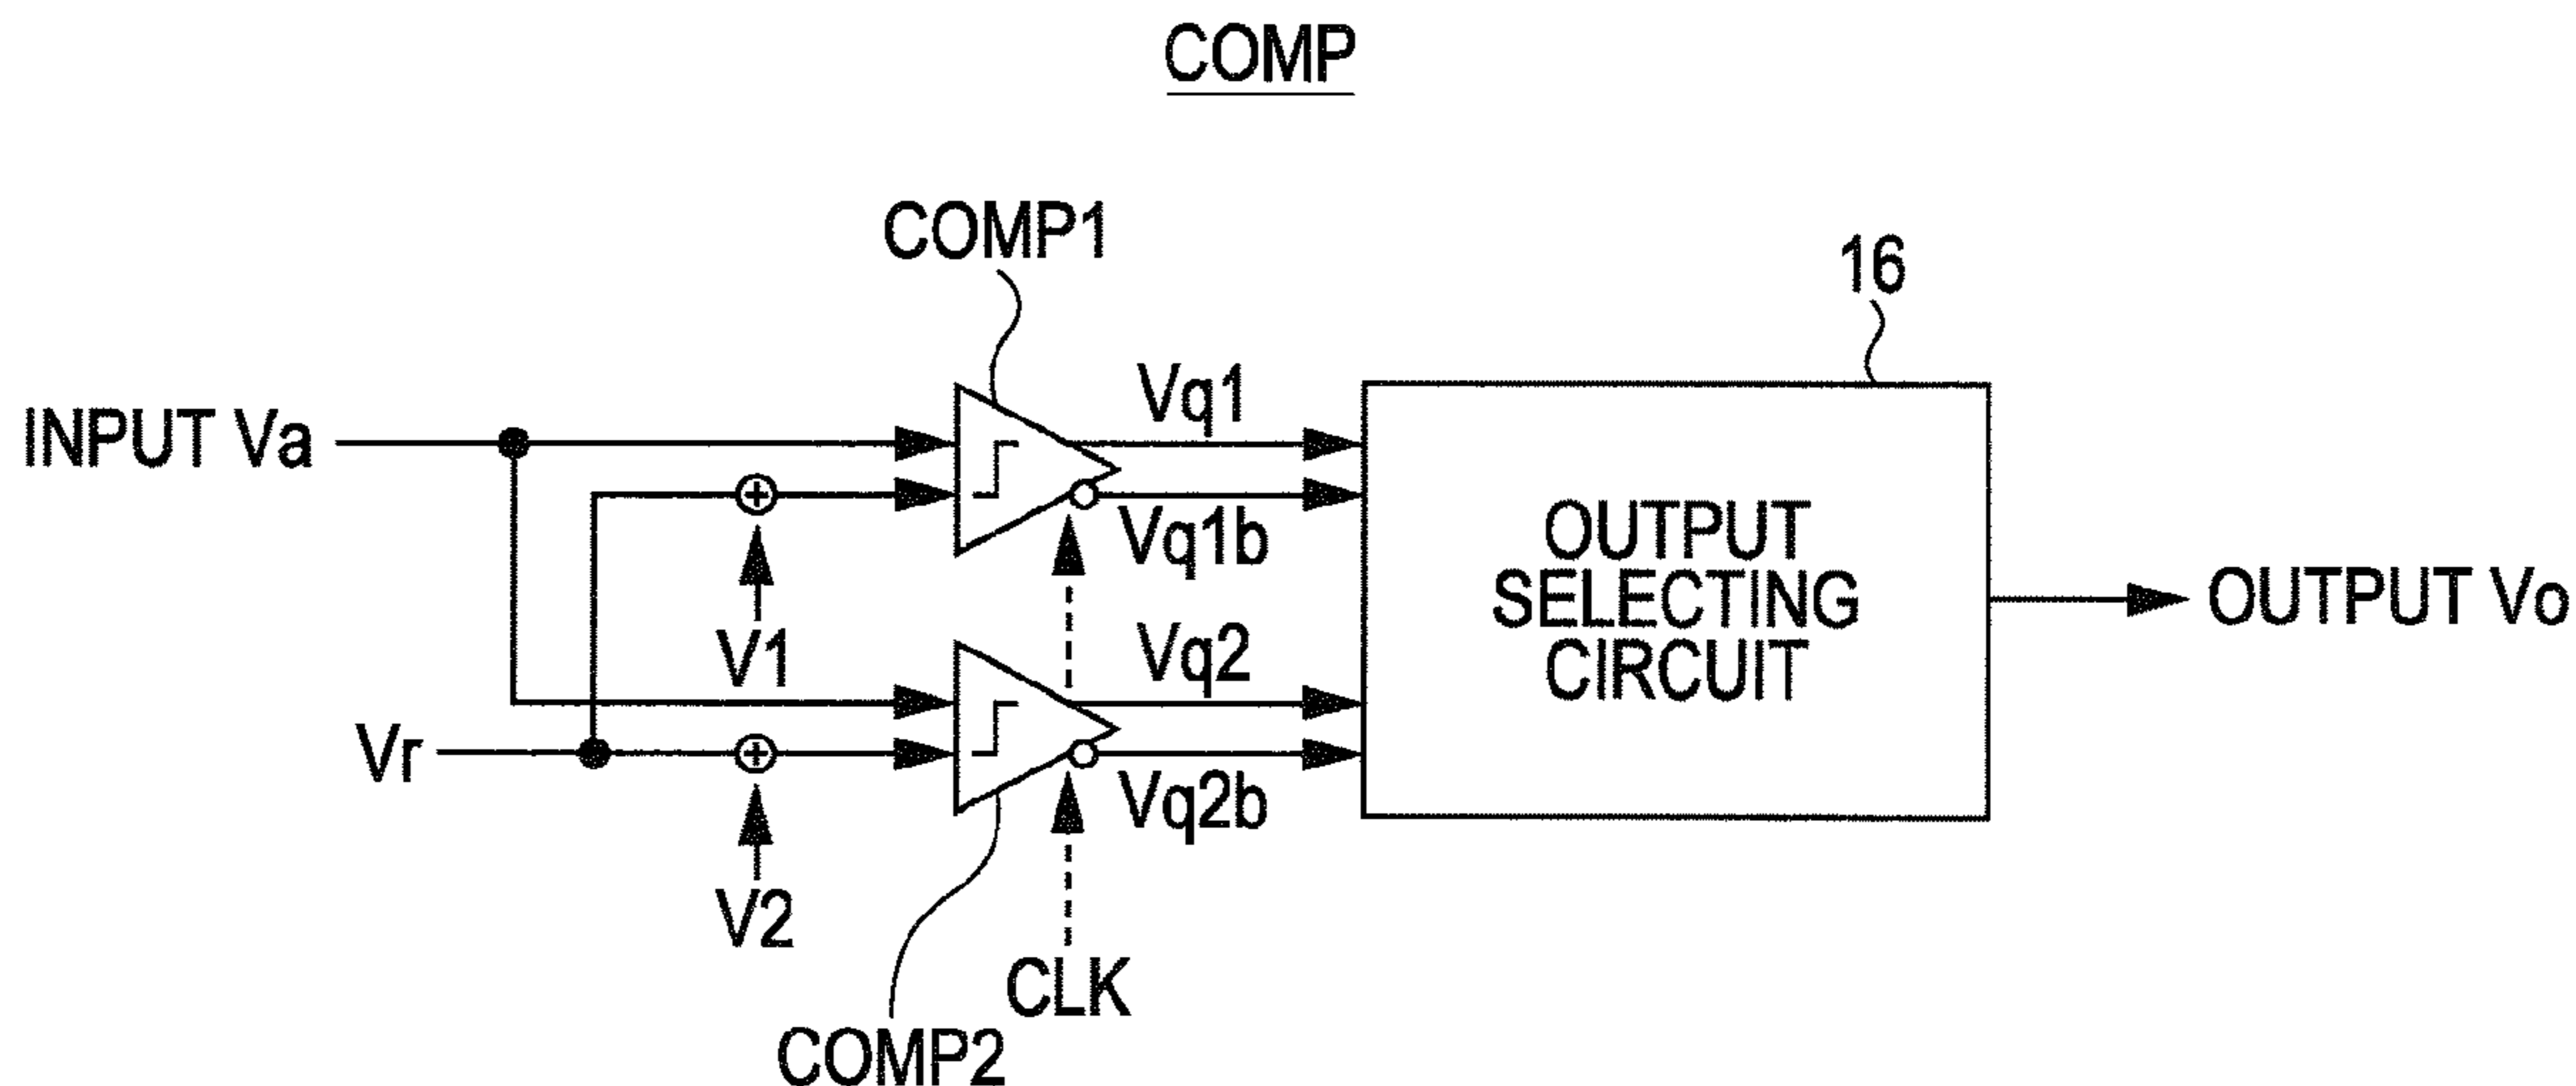 COMP
COMP1
16
INPUT Va
Vq1
Vq1b
V1
OUTPUT
SELECTING
CIRCUIT
OUTPUT Vo
Vq2
Vr
Vq2b
V2
CLK
COMP2